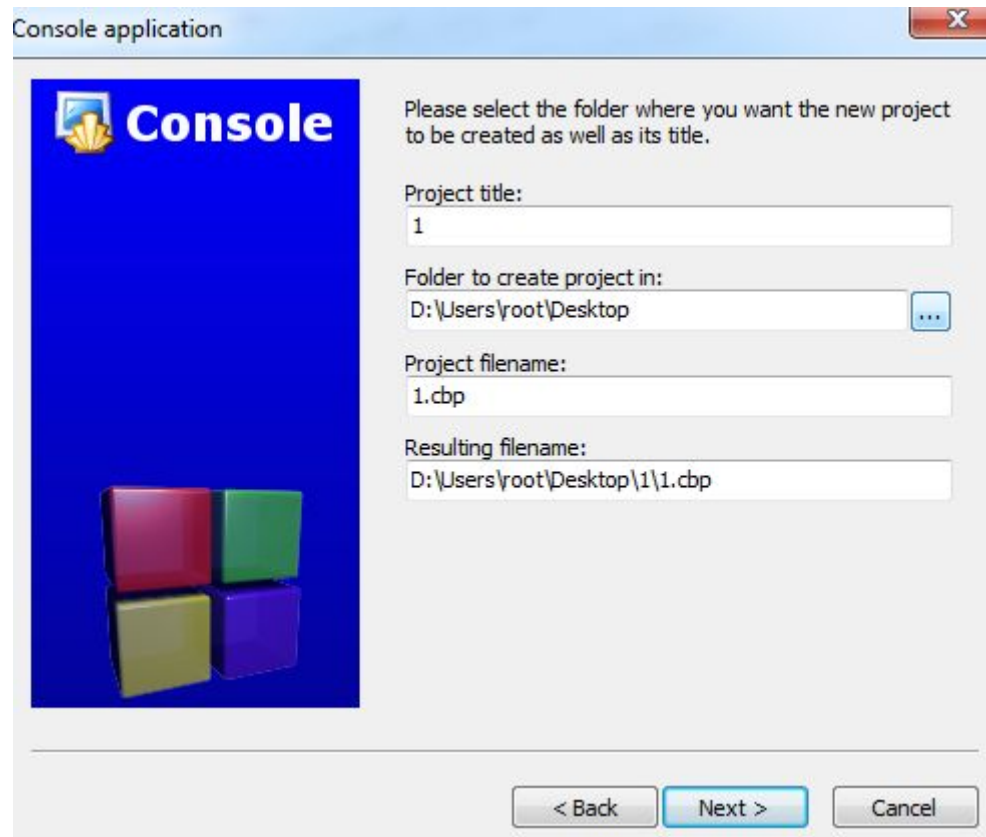 Console application
Console
Please select the folder where you want the new project
to be created as well as its title.
Project title:
1
Folder to create project in:
D:\Users\root\Desktop
...
Project filename:
1.cbp
Resulting filename:
D:\Users\root\Desktop\1\1.cbp
< Back
Next >
Cancel